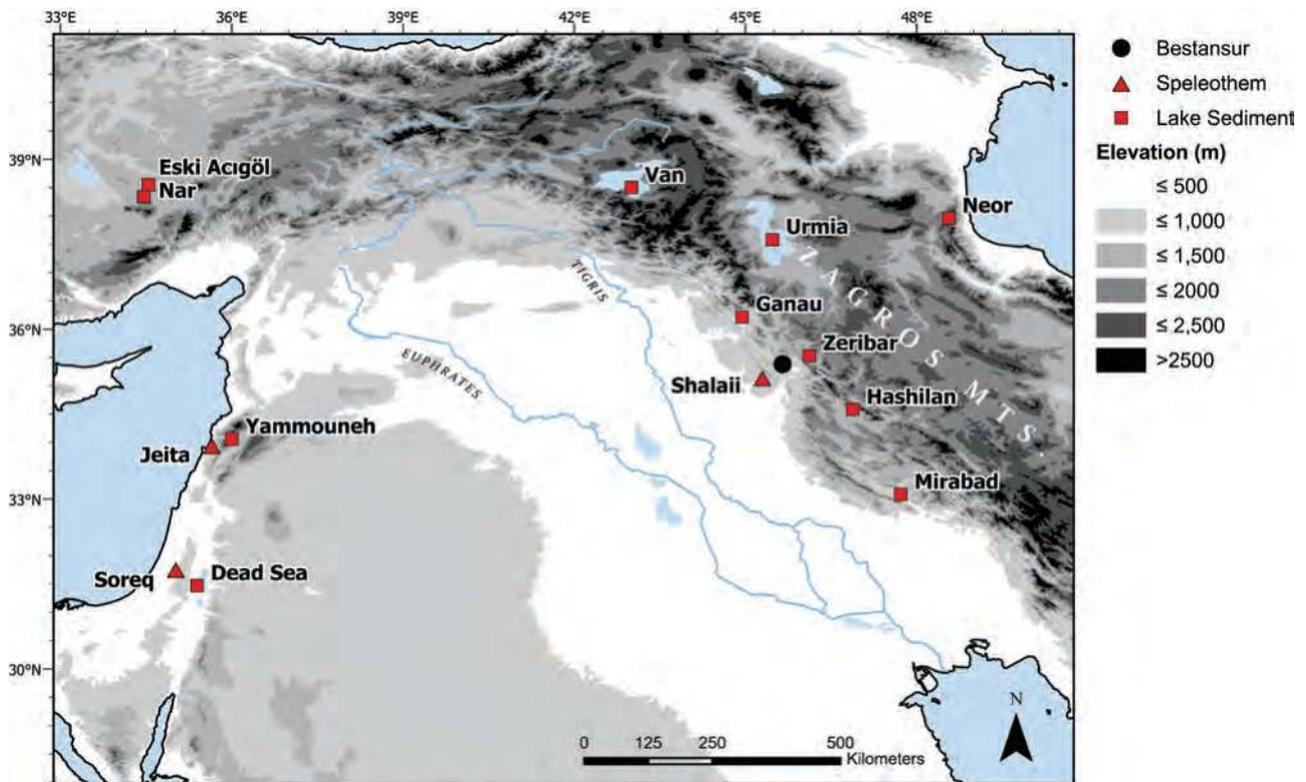 33°E 36°E 39°E 42°E 45°E 48°E
Bestansur
Speleothem
Lake Sediment
Elevation (m)
≤ 500
≤ 1,000
≤ 1,500
≤ 2000
≤ 2,500
>2500
39°N
36°N
33°N
30°N
Eski Acıgöl
Nar
Van
Neor
Urmia
ZAGROS MTS.
TIGRIS
Ganau
Zeribar
EUPHRATES
Shalaii
Hashilan
Yammouneh
Jeita
Mirabad
Soreq
Dead Sea
N
0 125 250 500
Kilometers